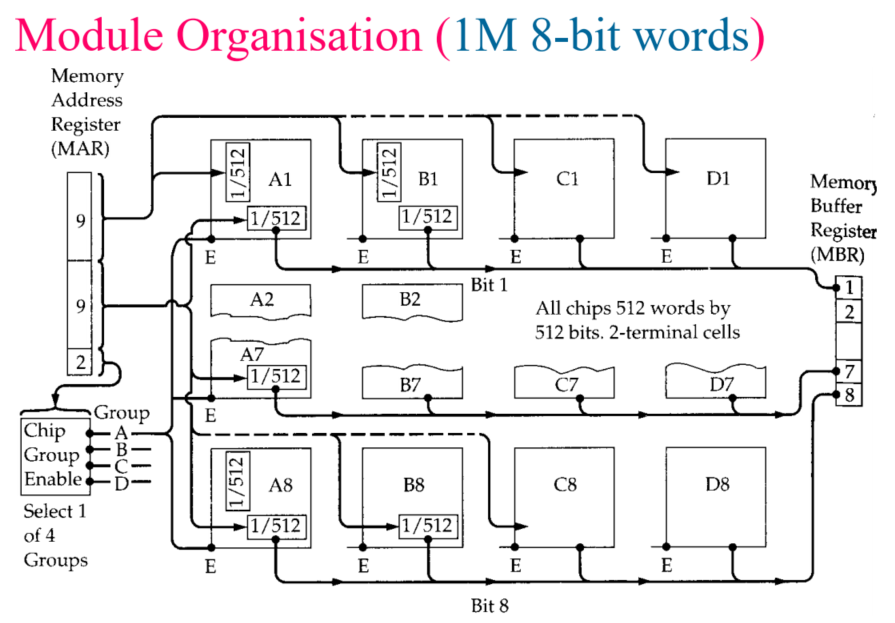 Module Organisation (1M 8-bit words)
Memory
Address
Register
(MAR)
9
9
2
1/512
A1
1/512
E
1/512
B1
1/512
E
C1
E
D1
E
Bit 1
Memory
Buffer
Register
(MBR)
1
2
7
8
A2
B2
All chips 512 words by
512 bits. 2-terminal cells
A7
1/512
E
B7
C7
D7
Group
Chip
Group
Enable
A
B
C
D
Select 1
of 4
Groups
1/512
A8
1/512
E
B8
1/512
E
C8
E
D8
E
Bit 8